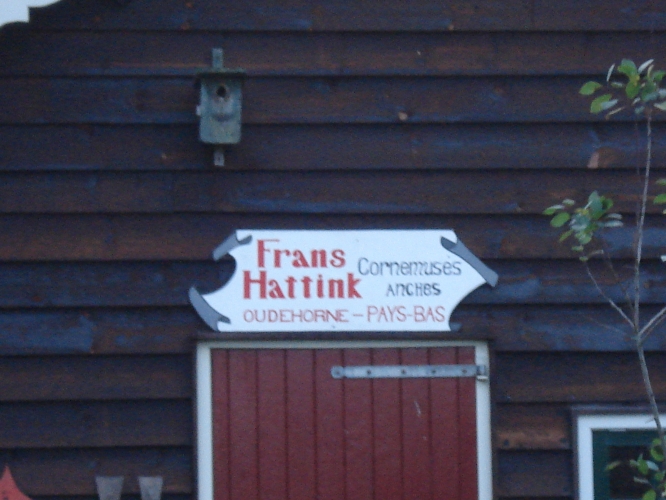 Frans
Hattink
Cornemuses
ANCHES
OUDEHORNE - PAYS-BAS